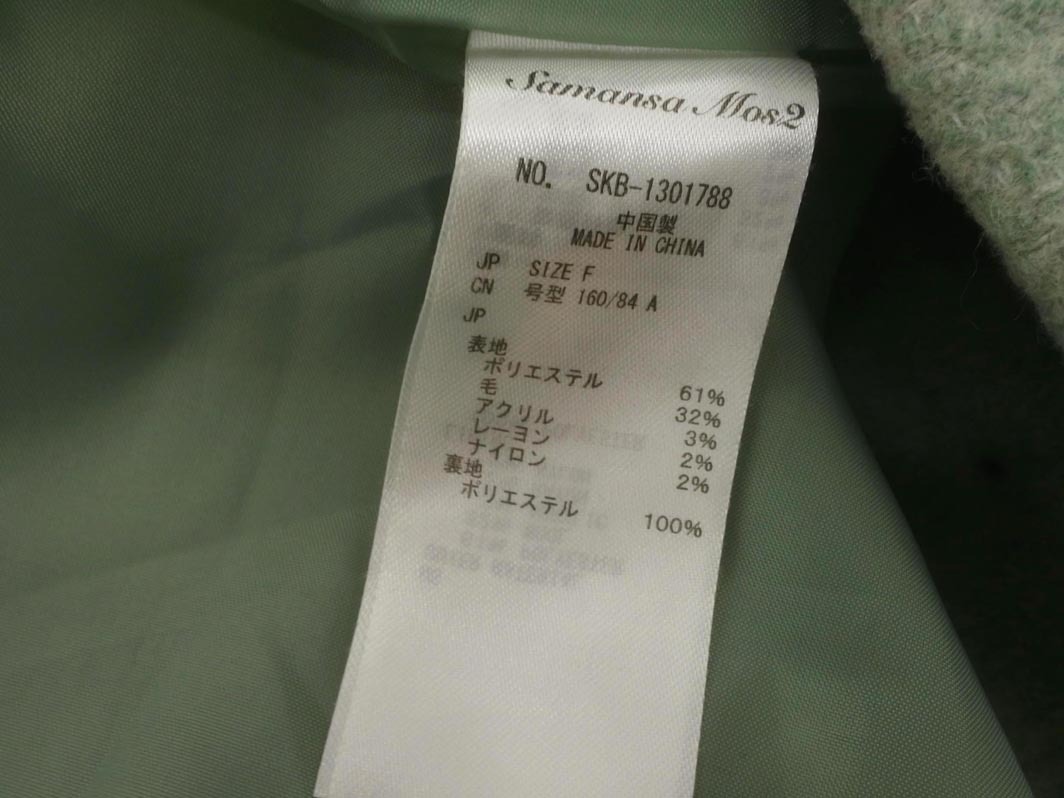 Samansa Mos2
NO. SKB-1301788
中国製
MADE IN CHINA
JP SIZE F
CN 号型 160/84 A
JP
表地
ポリエステル 61%
毛 32%
アクリル 3%
レーヨン 2%
ナイロン 2%
裏地
ポリエステル 100%